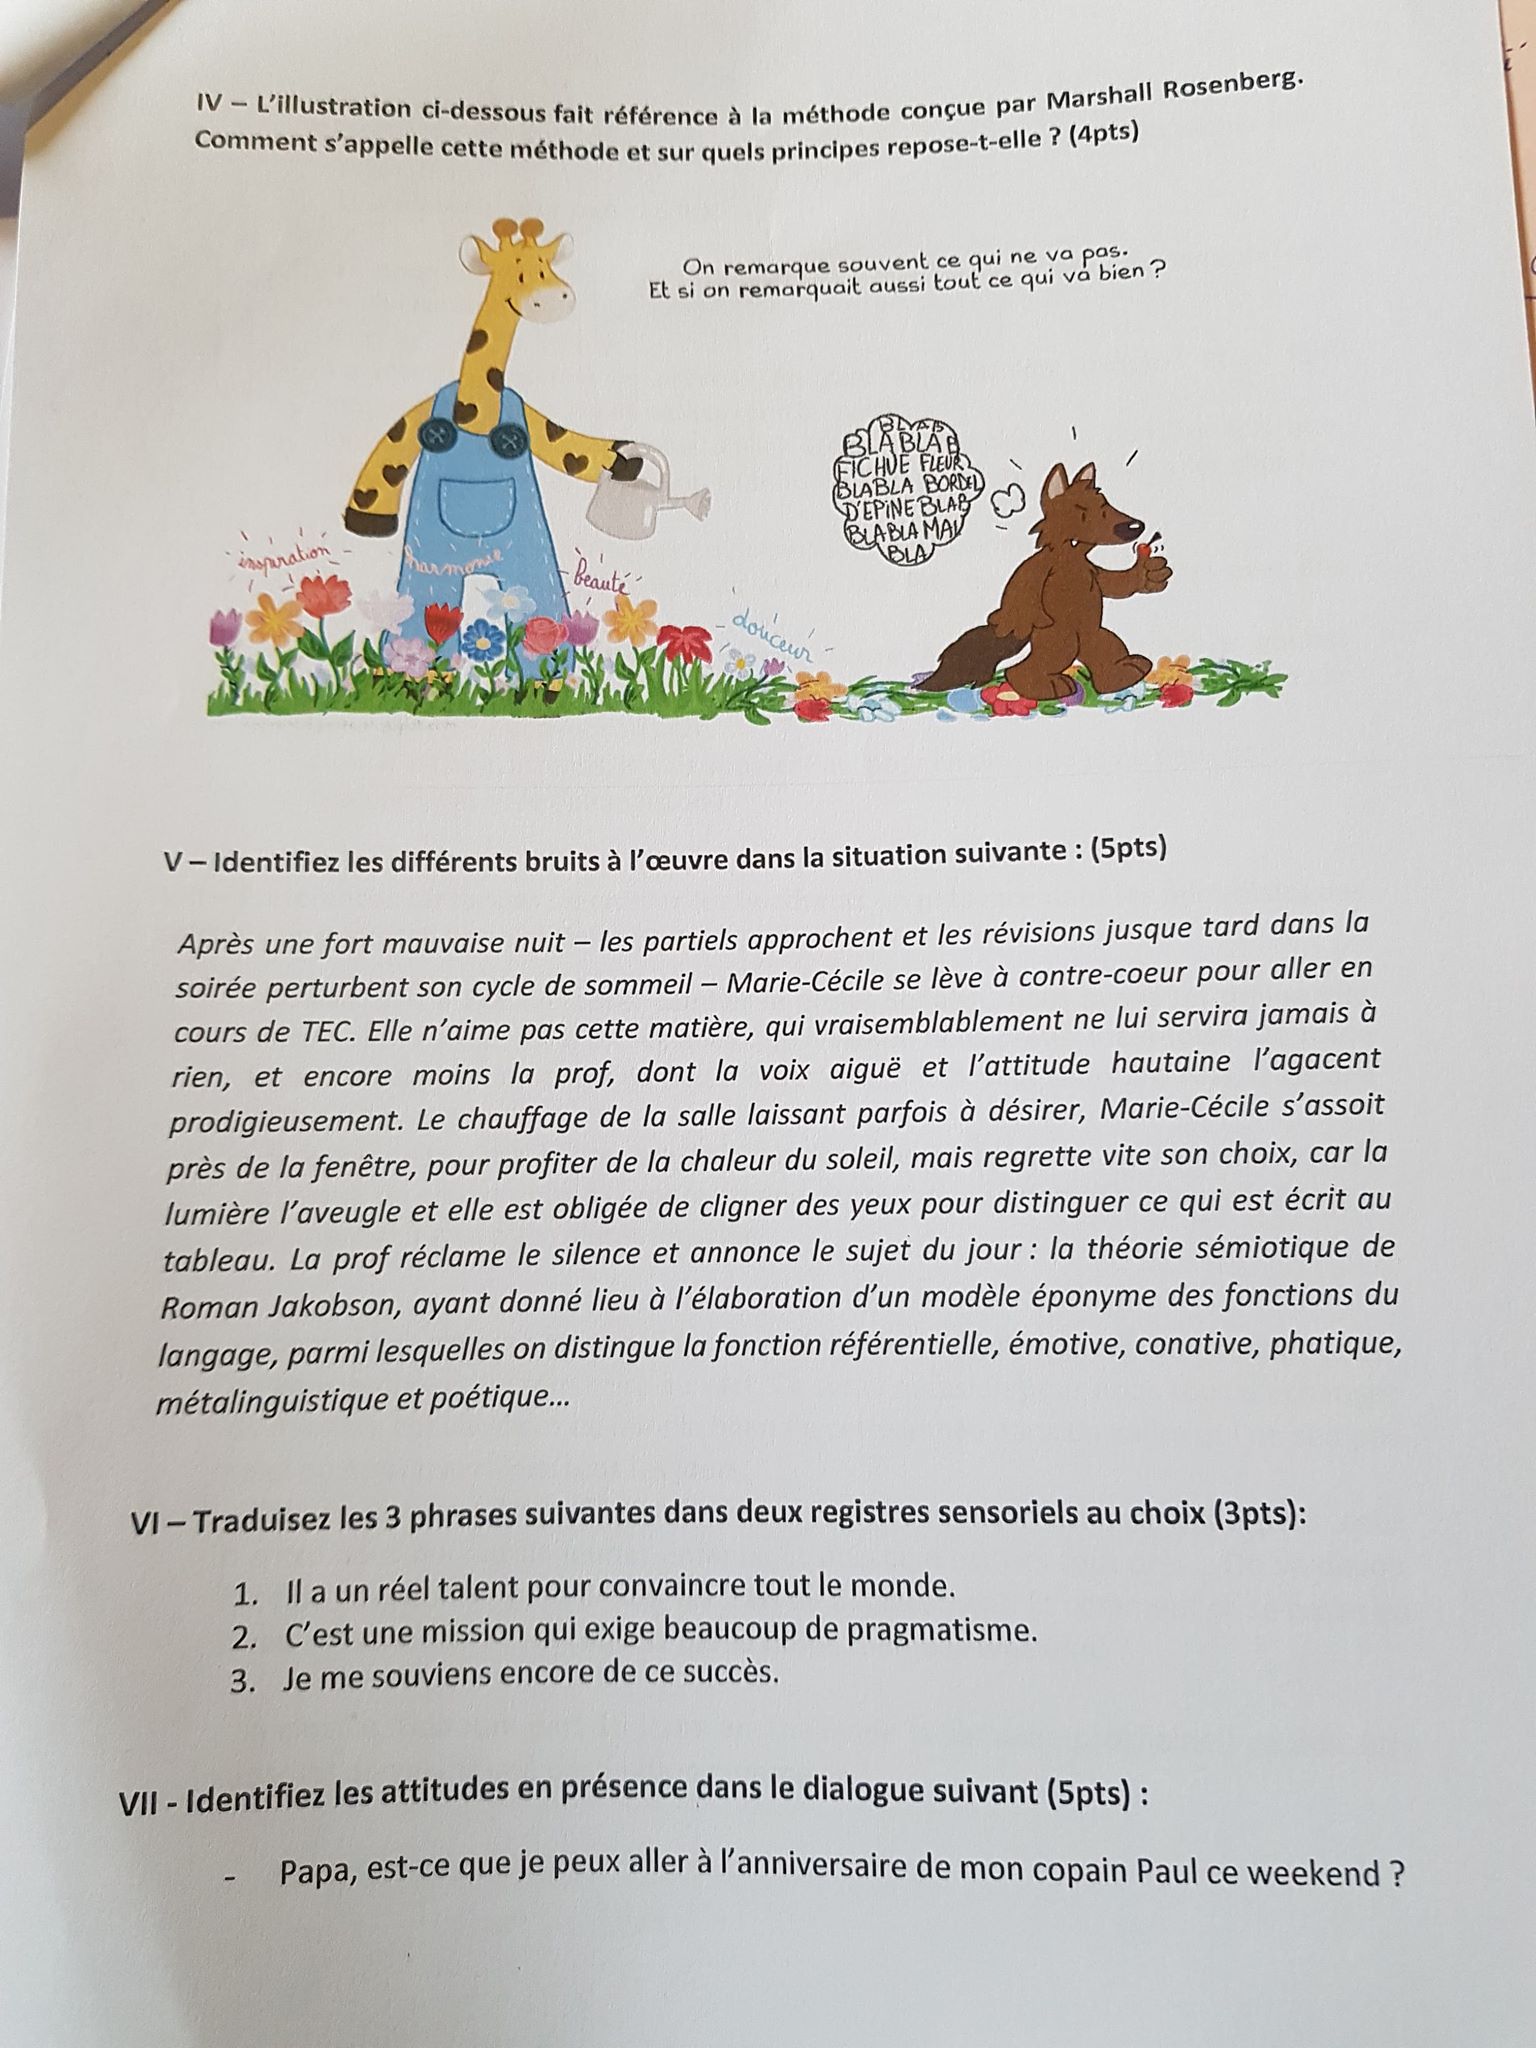 IV – L'illustration ci-dessous fait référence à la méthode conçue par Marshall Rosenberg.
Comment s'appelle cette méthode et sur quels principes repose-t-elle ? (4pts)
On remarque souvent ce qui ne va pas.
Et si on remarquait aussi tout ce qui va bien ?
BLAB
BLABLAB
FICHUE FLEUR
BLABLA BORDEL
D'EPINE BLAB
BLABLA MAL
BLA
inspiration
harmonie
beauté
douceur
V – Identifiez les différents bruits à l'œuvre dans la situation suivante : (5pts)
Après une fort mauvaise nuit – les partiels approchent et les révisions jusque tard dans la
soirée perturbent son cycle de sommeil – Marie-Cécile se lève à contre-coeur pour aller en
cours de TEC. Elle n'aime pas cette matière, qui vraisemblablement ne lui servira jamais à
rien, et encore moins la prof, dont la voix aiguë et l'attitude hautaine l'agacent
prodigieusement. Le chauffage de la salle laissant parfois à désirer, Marie-Cécile s'assoit
près de la fenêtre, pour profiter de la chaleur du soleil, mais regrette vite son choix, car la
lumière l'aveugle et elle est obligée de cligner des yeux pour distinguer ce qui est écrit au
tableau. La prof réclame le silence et annonce le sujet du jour : la théorie sémiotique de
Roman Jakobson, ayant donné lieu à l'élaboration d'un modèle éponyme des fonctions du
langage, parmi lesquelles on distingue la fonction référentielle, émotive, conative, phatique,
métalinguistique et poétique...
VI – Traduisez les 3 phrases suivantes dans deux registres sensoriels au choix (3pts):
1. Il a un réel talent pour convaincre tout le monde.
2. C'est une mission qui exige beaucoup de pragmatisme.
3. Je me souviens encore de ce succès.
VII - Identifiez les attitudes en présence dans le dialogue suivant (5pts) :
- Papa, est-ce que je peux aller à l'anniversaire de mon copain Paul ce weekend ?